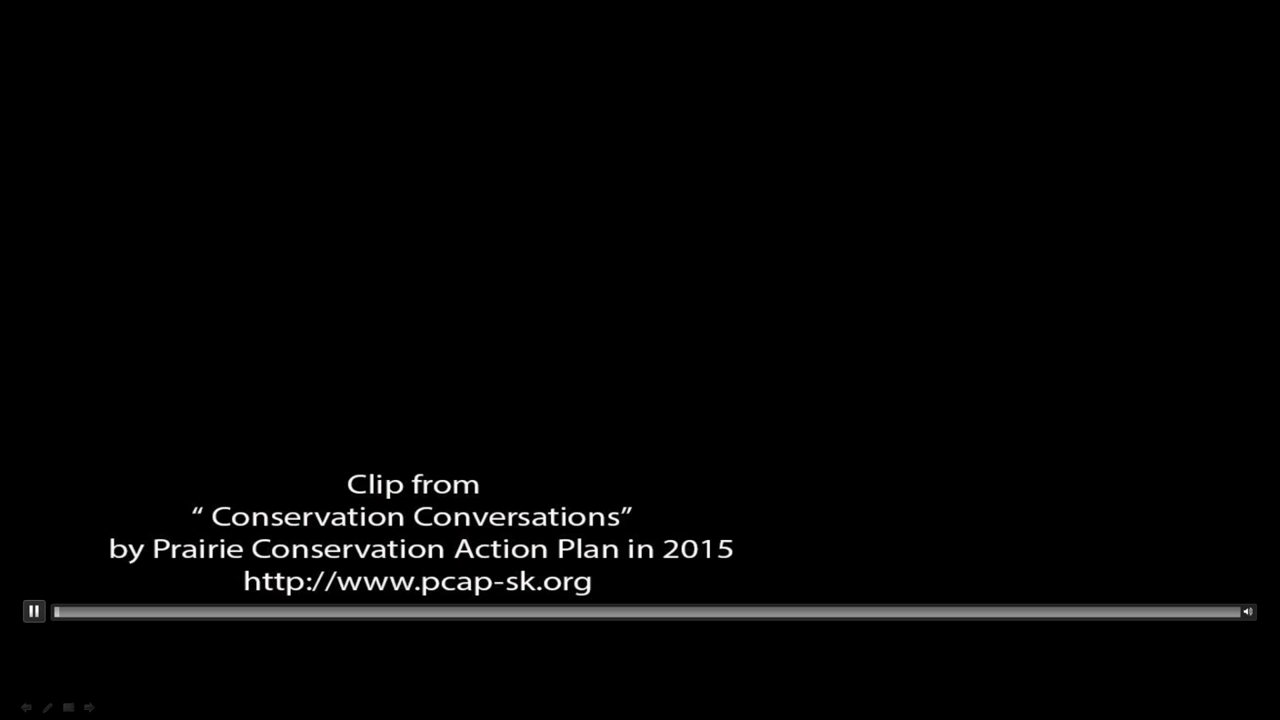 Clip from
“ Conservation Conversations”
by Prairie Conservation Action Plan in 2015
http://www.pcap-sk.org